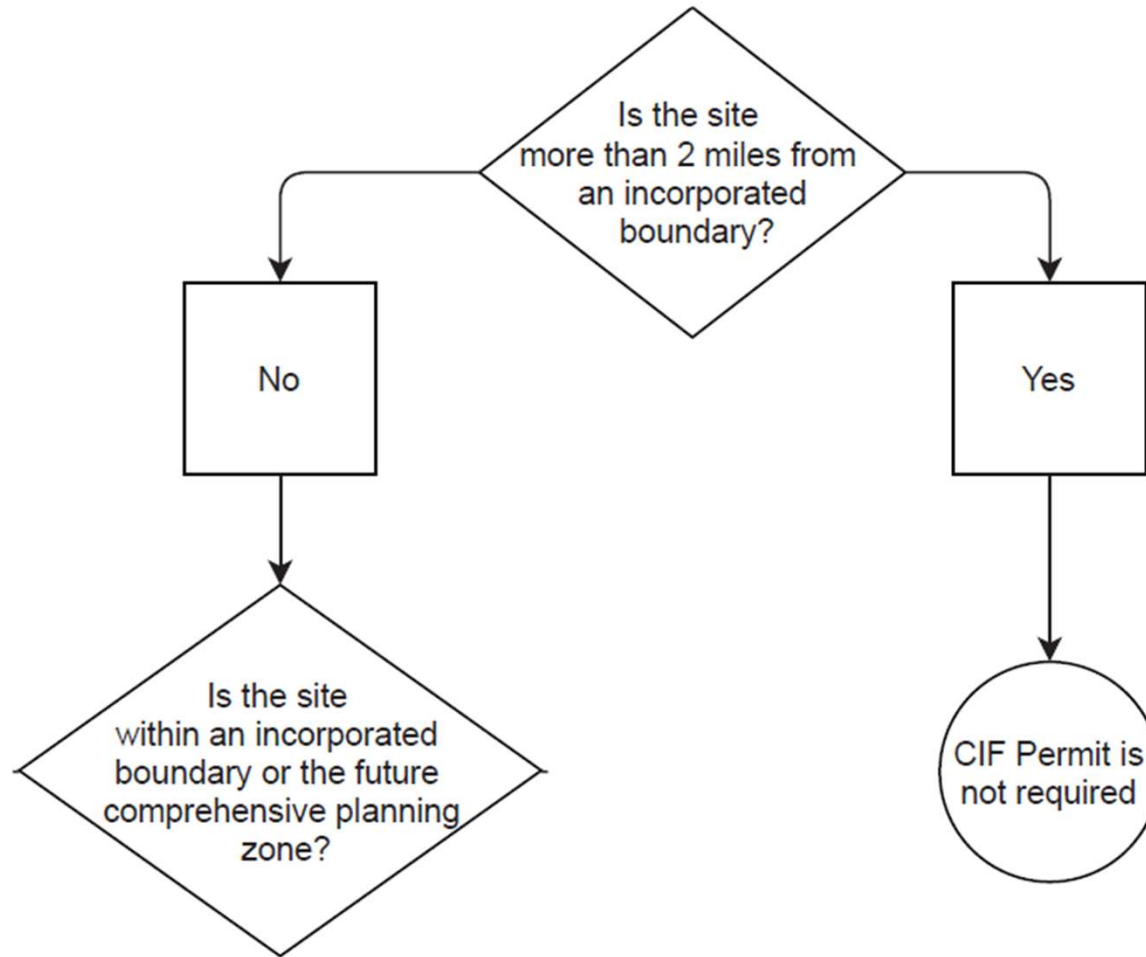 Is the site
more than 2 miles from
an incorporated
boundary?
No
Yes
Is the site
within an incorporated
boundary or the future
comprehensive planning
zone?
CIF Permit is
not required